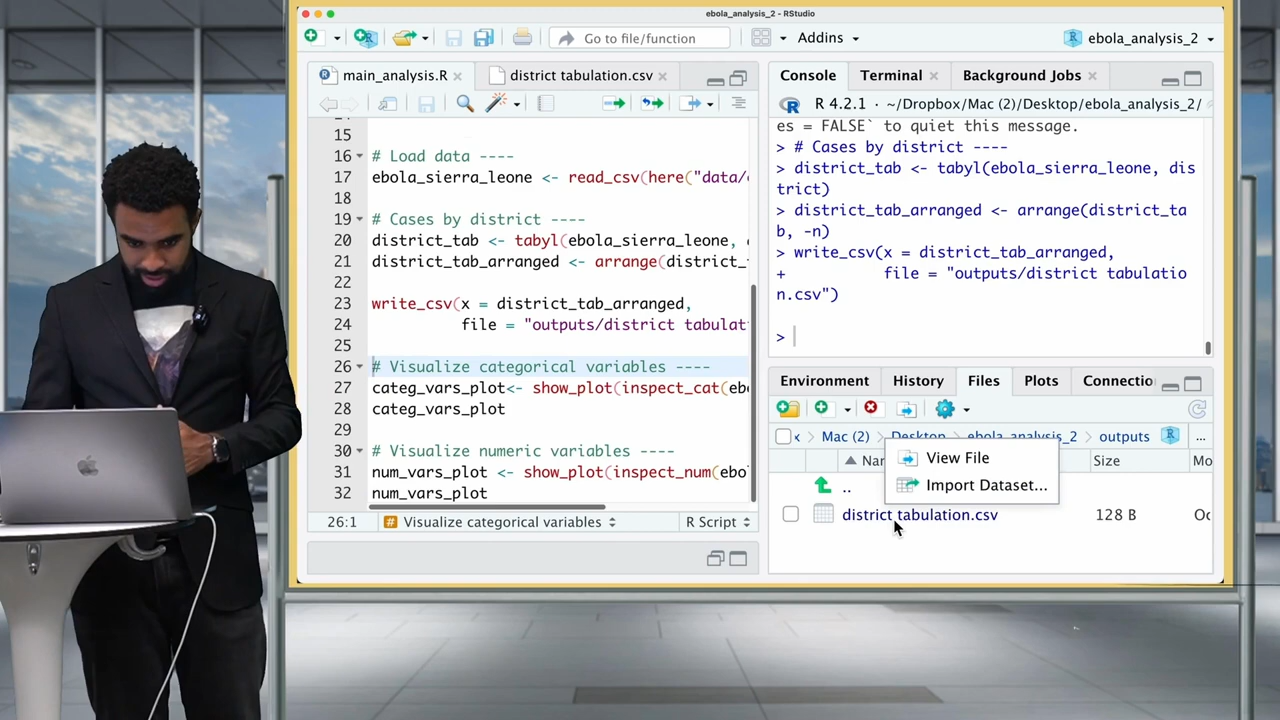 ebola_analysis_2 - RStudio
Go to file/function
Addins
ebola_analysis_2
main_analysis.R
district tabulation.csv
15
16 # Load data ----
17 ebola_sierra_leone <- read_csv(here("data/
18
19 # Cases by district ----
20 district_tab <- tabyl(ebola_sierra_leone,
21 district_tab_arranged <- arrange(district_
22
23 write_csv(x = district_tab_arranged,
24 file = "outputs/district tabulat
25
26 # Visualize categorical variables ----
27 categ_vars_plot<- show_plot(inspect_cat(eb
28 categ_vars_plot
29
30 # Visualize numeric variables ----
31 num_vars_plot <- show_plot(inspect_num(ebo
32 num_vars_plot
26:1 # Visualize categorical variables R Script
Console Terminal Background Jobs
R 4.2.1 · ~/Dropbox/Mac (2)/Desktop/ebola_analysis_2/
es = FALSE` to quiet this message.
> # Cases by district ----
> district_tab <- tabyl(ebola_sierra_leone, dis
trict)
> district_tab_arranged <- arrange(district_ta
b, -n)
> write_csv(x = district_tab_arranged,
+ file = "outputs/district tabulatio
n.csv")
>
Environment History Files Plots Connectio
x > Mac (2) > Desktop > ebola_analysis_2 > outputs ...
View File
Import Dataset...
Nar Size Mo
..
district tabulation.csv 128 B Oc